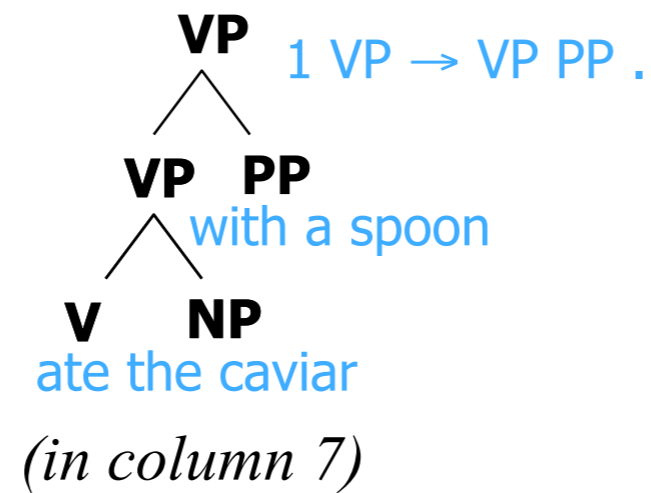 VP
1 VP → VP PP .
VP PP
with a spoon
V NP
ate the caviar
(in column 7)